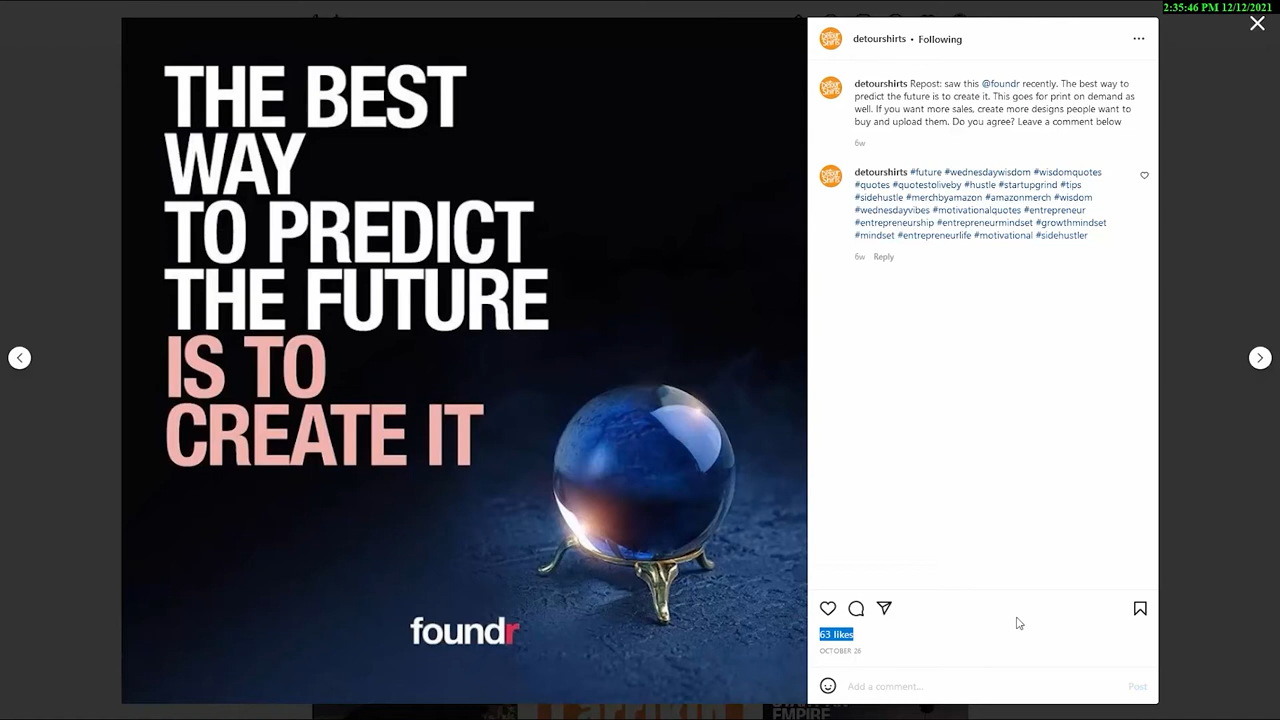 2:35:46 PM 12/12/2021
THE BEST
WAY
TO PREDICT
THE FUTURE
IS TO
CREATE IT
foundr
DETOUR SHIRTS
detourshirts • Following
detourshirts Repost: saw this @foundr recently. The best way to
predict the future is to create it. This goes for print on demand as
well. If you want more sales, create more designs people want to
buy and upload them. Do you agree? Leave a comment below
6w
detourshirts #future #wednesdaywisdom #wisdomquotes
#quotes #quotestoliveby #hustle #startupgrind #tips
#sidehustle #merchbyamazon #amazonmerch #wisdom
#wednesdayvibes #motivationalquotes #entrepreneur
#entrepreneurship #entrepreneurmindset #growthmindset
#mindset #entrepreneurlife #motivational #sidehustler
6w Reply
63 likes
OCTOBER 26
Add a comment...
Post
EMPIRE